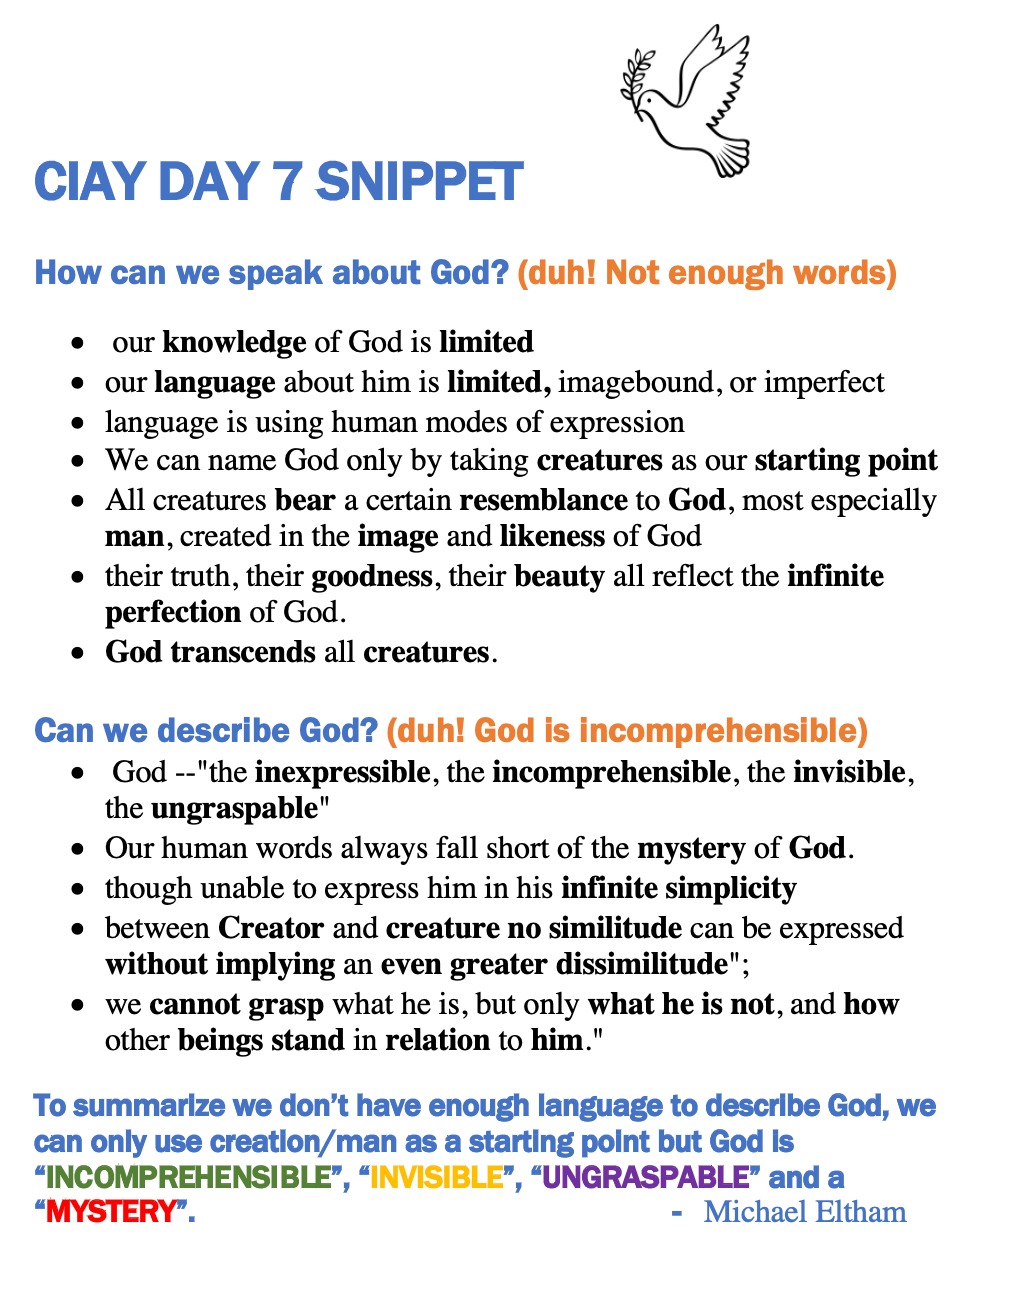 CIAY DAY 7 SNIPPET
How can we speak about God? (duh! Not enough words)
• our knowledge of God is limited
• our language about him is limited, imagebound, or imperfect
• language is using human modes of expression
• We can name God only by taking creatures as our starting point
• All creatures bear a certain resemblance to God, most especially
man, created in the image and likeness of God
• their truth, their goodness, their beauty all reflect the infinite
perfection of God.
• God transcends all creatures.
Can we describe God? (duh! God is incomprehensible)
• God --"the inexpressible, the incomprehensible, the invisible,
the ungraspable"
• Our human words always fall short of the mystery of God.
• though unable to express him in his infinite simplicity
• between Creator and creature no similitude can be expressed
without implying an even greater dissimilitude";
• we cannot grasp what he is, but only what he is not, and how
other beings stand in relation to him."
To summarize we don’t have enough language to describe God, we
can only use creation/man as a starting point but God is
“INCOMPREHENSIBLE”, “INVISIBLE”, “UNGRASPABLE” and a
“MYSTERY”. - Michael Eltham